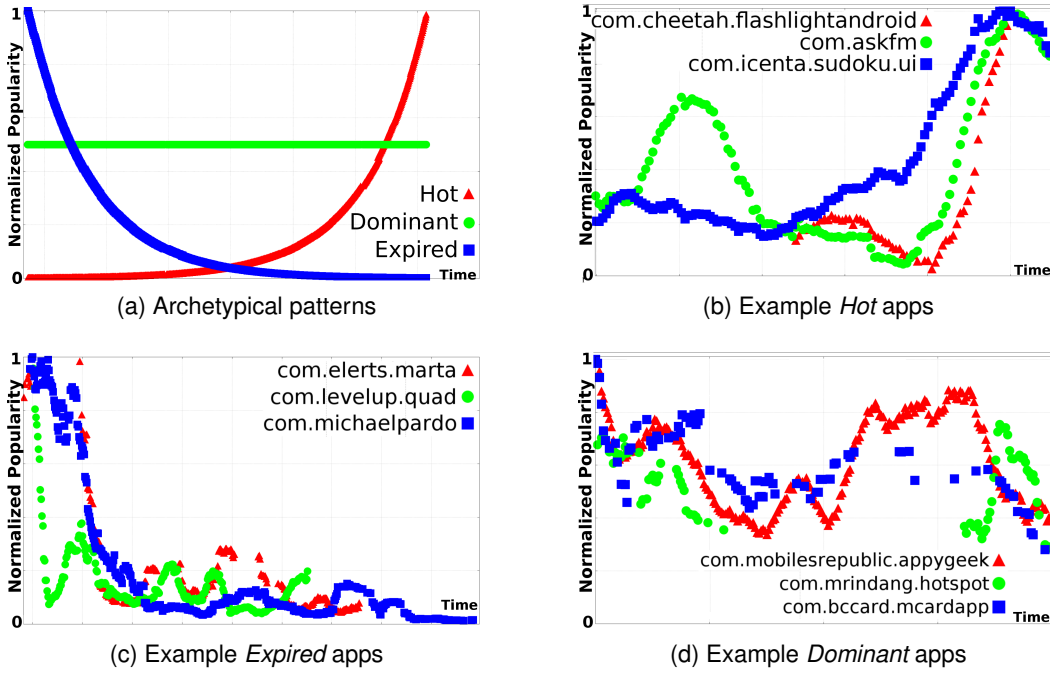 1
Normalized Popularity
Hot
Dominant
Expired
0
Time
(a) Archetypical patterns
1
Normalized Popularity
com.cheetah.flashlightandroid
com.askfm
com.icenta.sudoku.ui
0
Time
(b) Example Hot apps
1
Normalized Popularity
com.elerts.marta
com.levelup.quad
com.michaelpardo
0
Time
(c) Example Expired apps
1
Normalized Popularity
com.mobilesrepublic.appygeek
com.mrindang.hotspot
com.bccard.mcardapp
0
Time
(d) Example Dominant apps